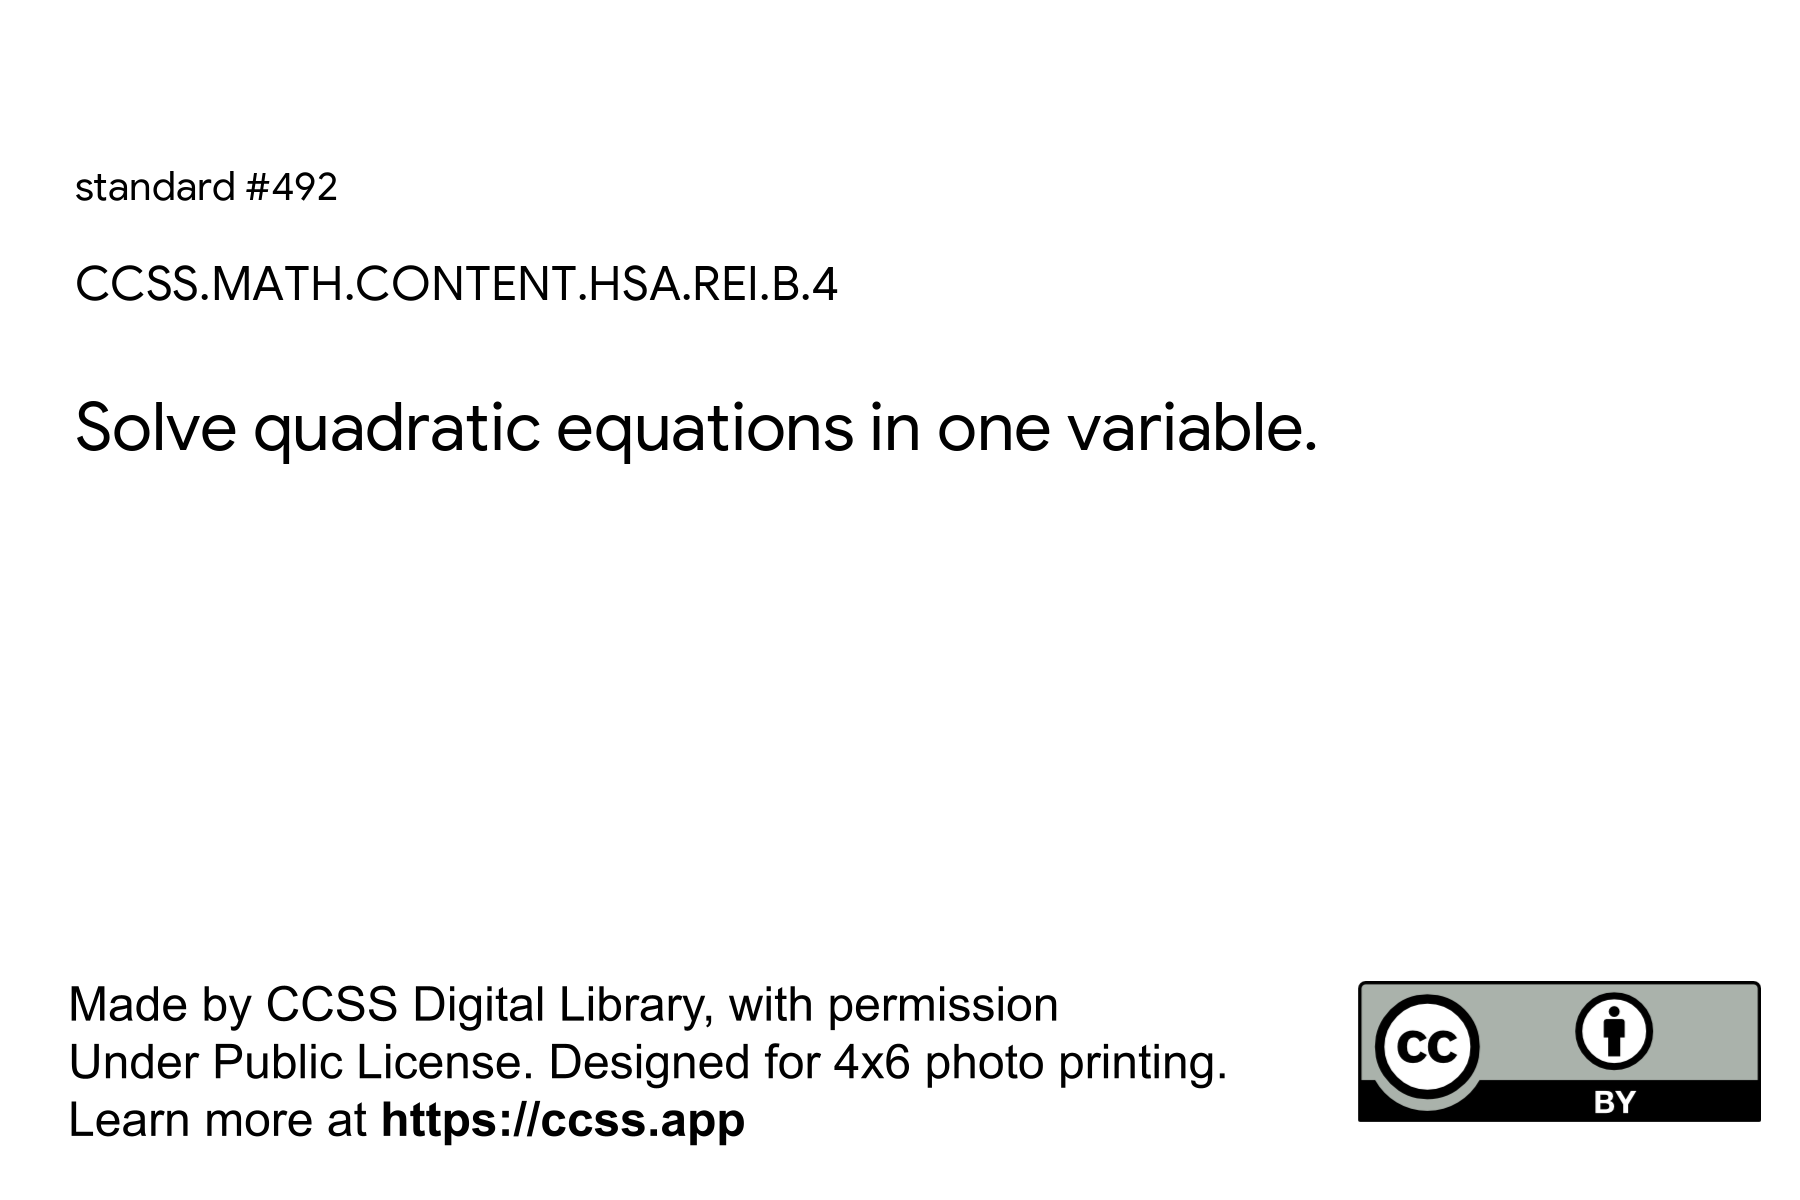 standard #492
CCSS.MATH.CONTENT.HSA.REI.B.4
Solve quadratic equations in one variable.
Made by CCSS Digital Library, with permission
Under Public License. Designed for 4x6 photo printing.
Learn more at https://ccss.app
CC
BY